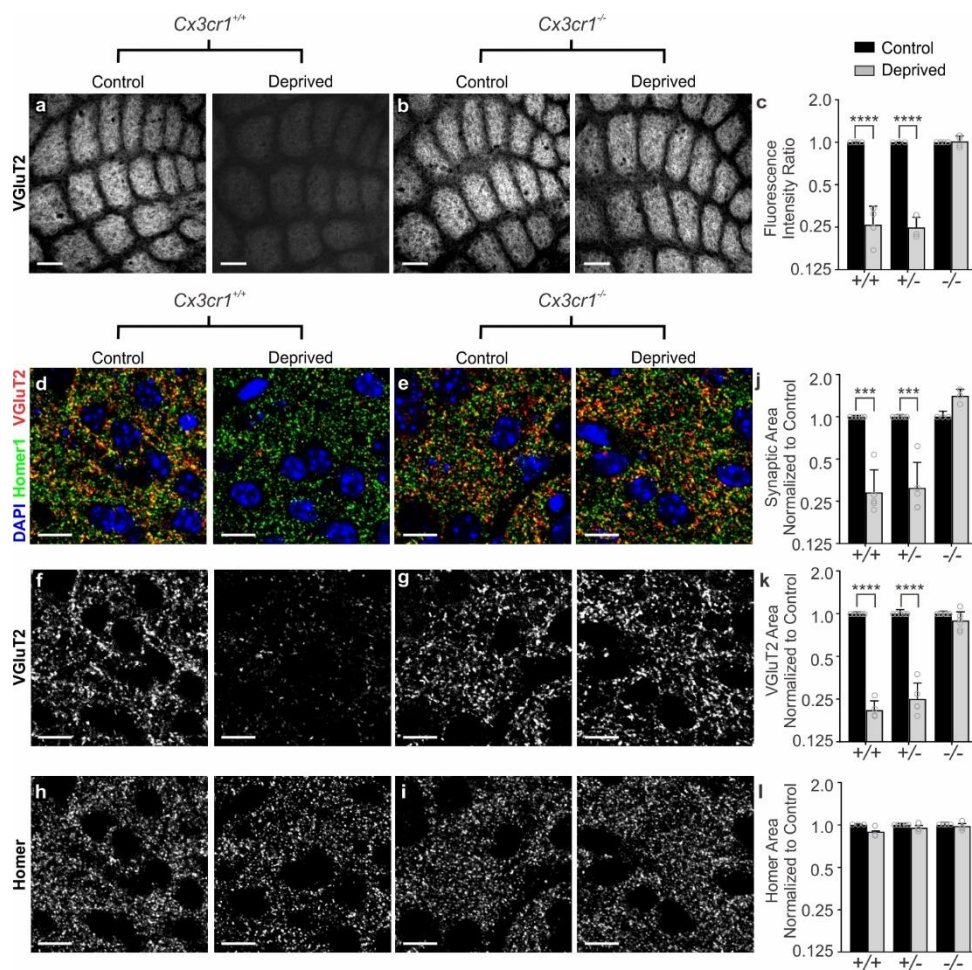 Cx3cr1+/+
Cx3cr1-/-
Control
Deprived
Control
Deprived
Control
Deprived
a
b
c
VGluT2
Fluorescence
Intensity Ratio
2.0
1.0
0.5
0.25
0.125
****
****
+/+
+/-
-/-
Cx3cr1+/+
Cx3cr1-/-
Control
Deprived
Control
Deprived
d
e
j
DAPI Homer1 VGluT2
Synaptic Area
Normalized to Control
2.0
1.0
0.5
0.25
0.125
***
***
+/+
+/-
-/-
f
g
k
VGluT2
VGluT2 Area
Normalized to Control
2.0
1.0
0.5
0.25
0.125
****
****
+/+
+/-
-/-
h
i
l
Homer
Homer Area
Normalized to Control
2.0
1.0
0.5
0.25
0.125
+/+
+/-
-/-